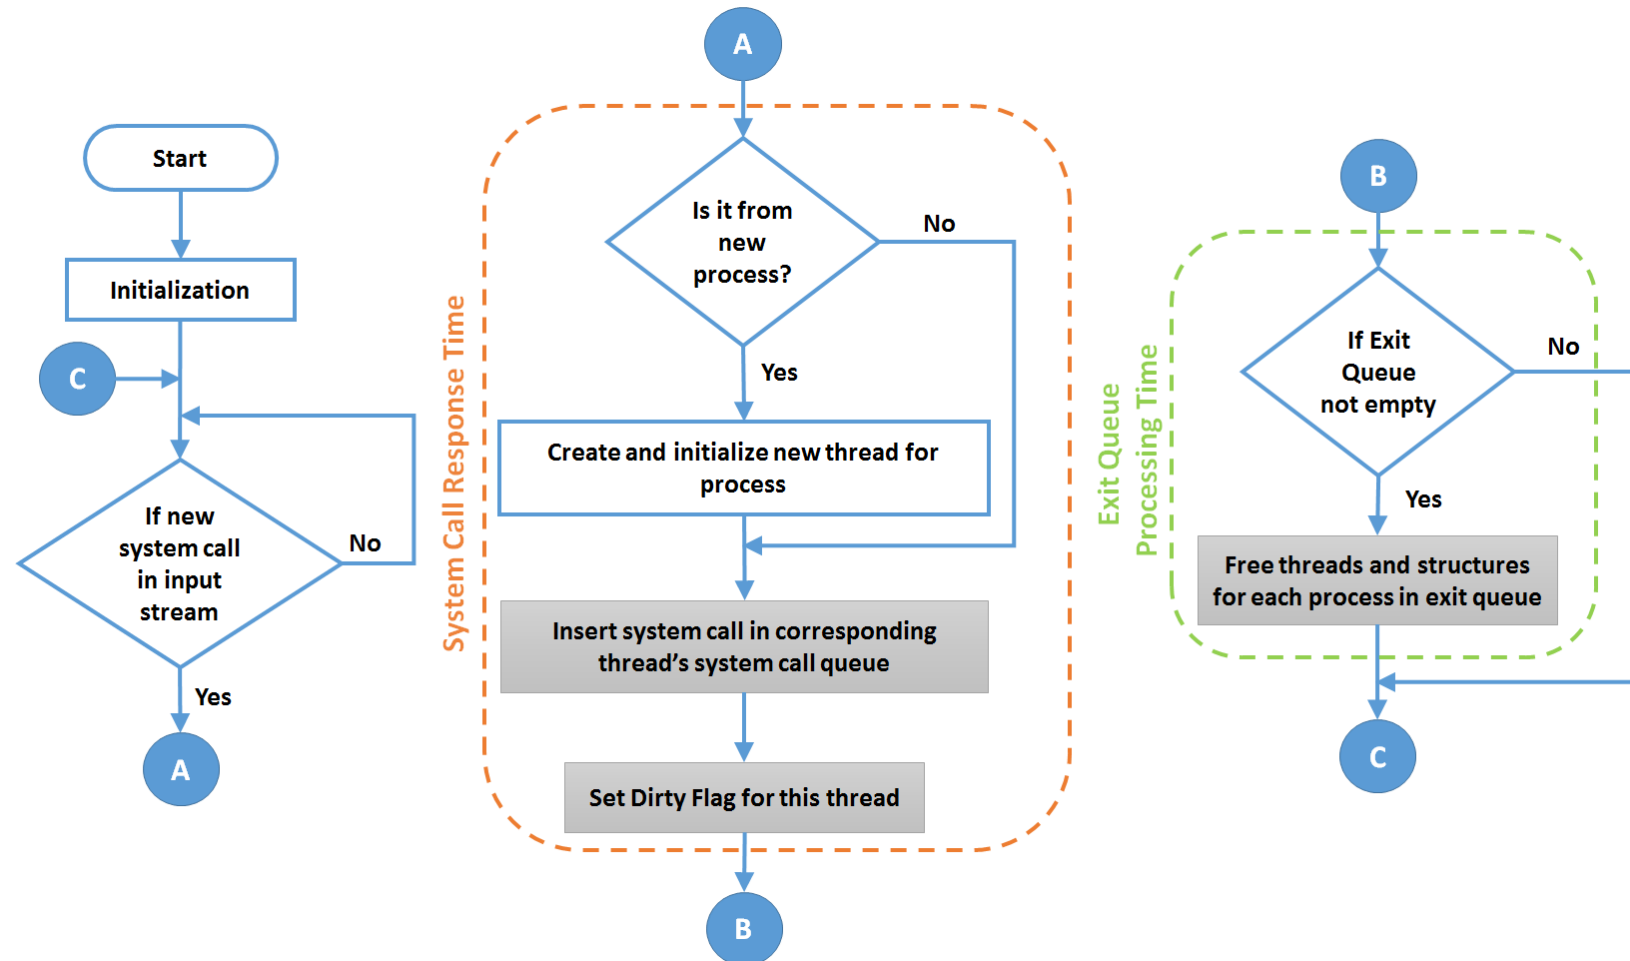 Start
Initialization
C
If new
system call
in input
stream
No
Yes
A
System Call Response Time
A
Is it from
new
process?
No
Yes
Create and initialize new thread for
process
Insert system call in corresponding
thread's system call queue
Set Dirty Flag for this thread
B
Exit Queue
Processing Time
B
If Exit
Queue
not empty
No
Yes
Free threads and structures
for each process in exit queue
C